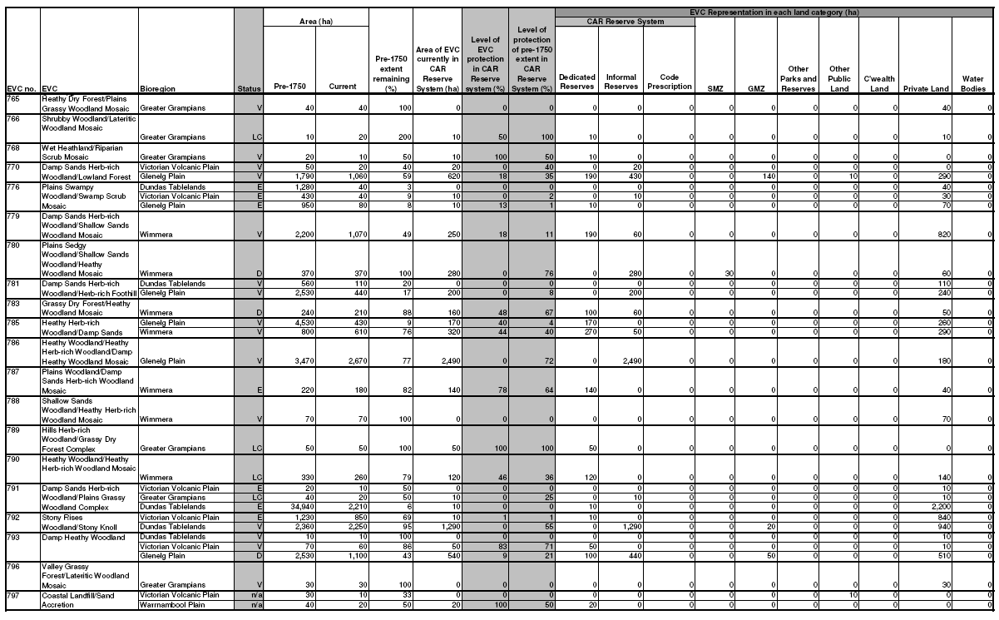 EVC Representation in each land category (ha)
Area (ha) CAR Reserve System
EVC no. EVC Bioregion Status Pre-1750 Current Pre-1750 extent remaining (%) Area of EVC currently in CAR Reserve System (ha) Level of EVC protection in CAR Reserve system (%) Level of protection of pre-1750 extent in CAR Reserve System (%) Dedicated Reserves Informal Reserves Code Prescription SMZ GMZ Other Parks and Reserves Other Public Land C'wealth Land Private Land Water Bodies
765 Heathy Dry Forest/Plains
Grassy Woodland Mosaic Greater Grampians V 40 40 100 0 0 0 0 0 0 0 0 0 0 0 40 0
766 Shrubby Woodland/Lateritic
Woodland Mosaic
Greater Grampians LC 10 20 200 10 50 100 10 0 0 0 0 0 0 0 10 0
768 Wet Heathland/Riparian
Scrub Mosaic Greater Grampians V 20 10 50 10 100 50 10 0 0 0 0 0 0 0 0 0
770 Damp Sands Herb-rich Victorian Volcanic Plain V 50 20 40 20 0 40 0 20 0 0 0 0 0 0 0 0
Woodland/Lowland Forest Glenelg Plain V 1,790 1,060 59 620 18 35 190 430 0 0 140 0 10 0 290 0
776 Plains Swampy Dundas Tablelands E 1,280 40 3 0 0 0 0 0 0 0 0 0 0 0 40 0
Woodland/Swamp Scrub Victorian Volcanic Plain E 430 40 9 10 0 2 0 10 0 0 0 0 0 0 30 0
Mosaic Glenelg Plain E 950 80 8 10 13 1 10 0 0 0 0 0 0 0 70 0
779 Damp Sands Herb-rich
Woodland/Shallow Sands
Woodland Mosaic Wimmera V 2,200 1,070 49 250 18 11 190 60 0 0 0 0 0 0 820 0
780 Plains Sedgy
Woodland/Shallow Sands
Woodland/Heathy
Woodland Mosaic Wimmera D 370 370 100 280 0 76 0 280 0 30 0 0 0 0 60 0
781 Damp Sands Herb-rich Dundas Tablelands V 560 110 20 0 0 0 0 0 0 0 0 0 0 0 110 0
Woodland/Herb-rich Foothill Glenelg Plain V 2,530 440 17 200 0 8 0 200 0 0 0 0 0 0 240 0
783 Grassy Dry Forest/Heathy
Woodland Mosaic Wimmera D 240 210 88 160 48 67 100 60 0 0 0 0 0 0 50 0
785 Heathy Herb-rich Glenelg Plain V 4,530 430 9 170 40 4 170 0 0 0 0 0 0 0 260 0
Woodland/Damp Sands Wimmera V 800 610 76 320 44 40 270 50 0 0 0 0 0 0 290 0
786 Heathy Woodland/Heathy
Herb-rich Woodland/Damp
Heathy Woodland Mosaic Glenelg Plain V 3,470 2,670 77 2,490 0 72 0 2,490 0 0 0 0 0 0 180 0
787 Plains Woodland/Damp
Sands Herb-rich Woodland
Mosaic Wimmera E 220 180 82 140 78 64 140 0 0 0 0 0 0 0 40 0
788 Shallow Sands
Woodland/Heathy Herb-rich
Woodland Mosaic Wimmera V 70 70 100 0 0 0 0 0 0 0 0 0 0 0 70 0
789 Hills Herb-rich
Woodland/Grassy Dry
Forest Complex Greater Grampians LC 50 50 100 50 100 100 50 0 0 0 0 0 0 0 0 0
790 Heathy Woodland/Heathy
Herb-rich Woodland Mosaic
Wimmera LC 330 260 79 120 46 36 120 0 0 0 0 0 0 0 140 0
791 Damp Sands Herb-rich Victorian Volcanic Plain E 20 10 50 0 0 0 0 0 0 0 0 0 0 0 10 0
Woodland/Plains Grassy Greater Grampians LC 40 20 50 10 0 25 0 10 0 0 0 0 0 0 10 0
Woodland Complex Dundas Tablelands E 34,940 2,210 6 10 0 0 10 0 0 0 0 0 0 0 2,200 0
792 Stony Rises Victorian Volcanic Plain E 1,230 850 69 10 1 1 10 0 0 0 0 0 0 0 840 0
Woodland/Stony Knoll Dundas Tablelands V 2,360 2,250 95 1,290 0 55 0 1,290 0 0 20 0 0 0 940 0
793 Damp Heathy Woodland Dundas Tablelands V 10 10 100 0 0 0 0 0 0 0 0 0 0 0 10 0
Victorian Volcanic Plain V 70 60 86 50 83 71 50 0 0 0 0 0 0 0 10 0
Glenelg Plain D 2,530 1,100 43 540 9 21 100 440 0 0 50 0 0 0 510 0
796 Valley Grassy
Forest/Lateritic Woodland
Mosaic Greater Grampians V 30 30 100 0 0 0 0 0 0 0 0 0 0 0 30 0
797 Coastal Landfill/Sand Victorian Volcanic Plain n/a 30 10 33 0 0 0 0 0 0 0 0 0 10 0 0 0
Accretion Warrnambool Plain n/a 40 20 50 20 100 50 20 0 0 0 0 0 0 0 0 0